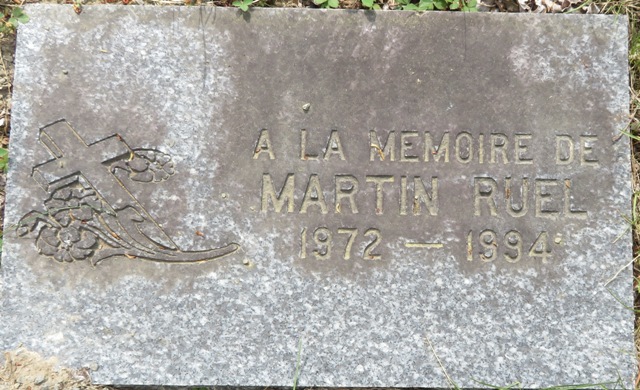 A LA MEMOIRE DE
MARTIN RUEL
1972 — 1994